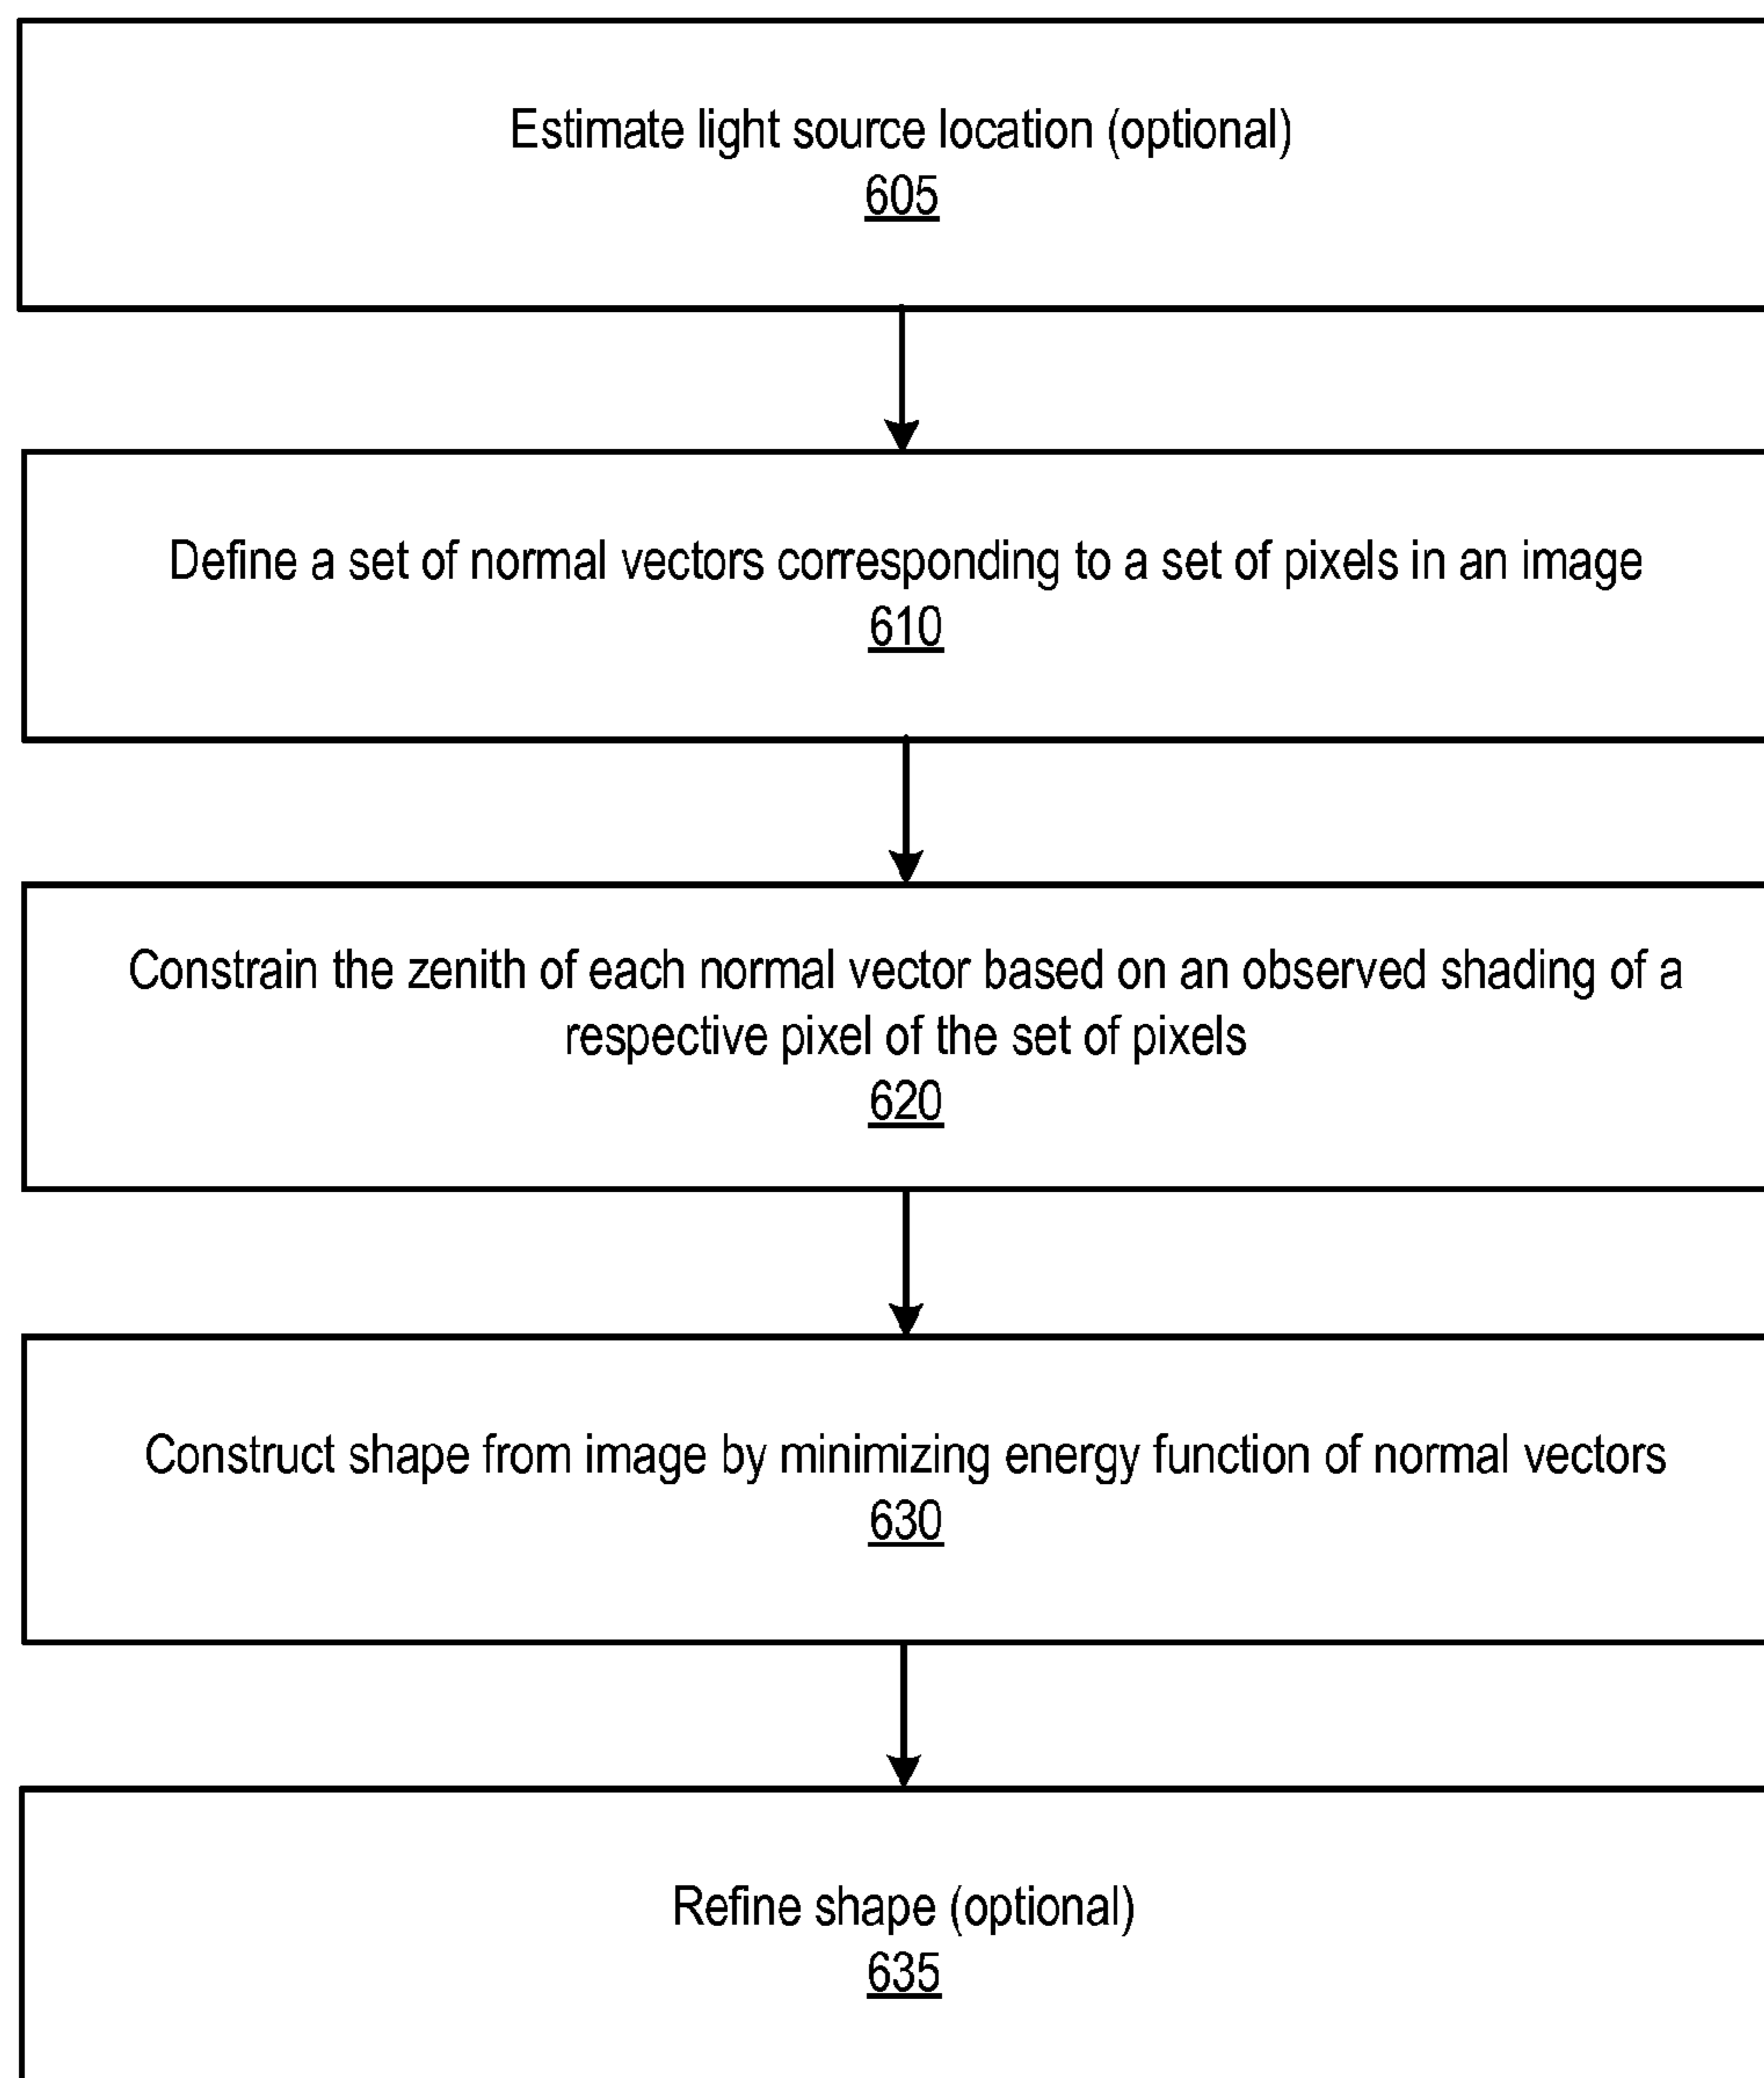 Estimate light source location (optional)
605
Define a set of normal vectors corresponding to a set of pixels in an image
610
Constrain the zenith of each normal vector based on an observed shading of a
respective pixel of the set of pixels
620
Construct shape from image by minimizing energy function of normal vectors
630
Refine shape (optional)
635